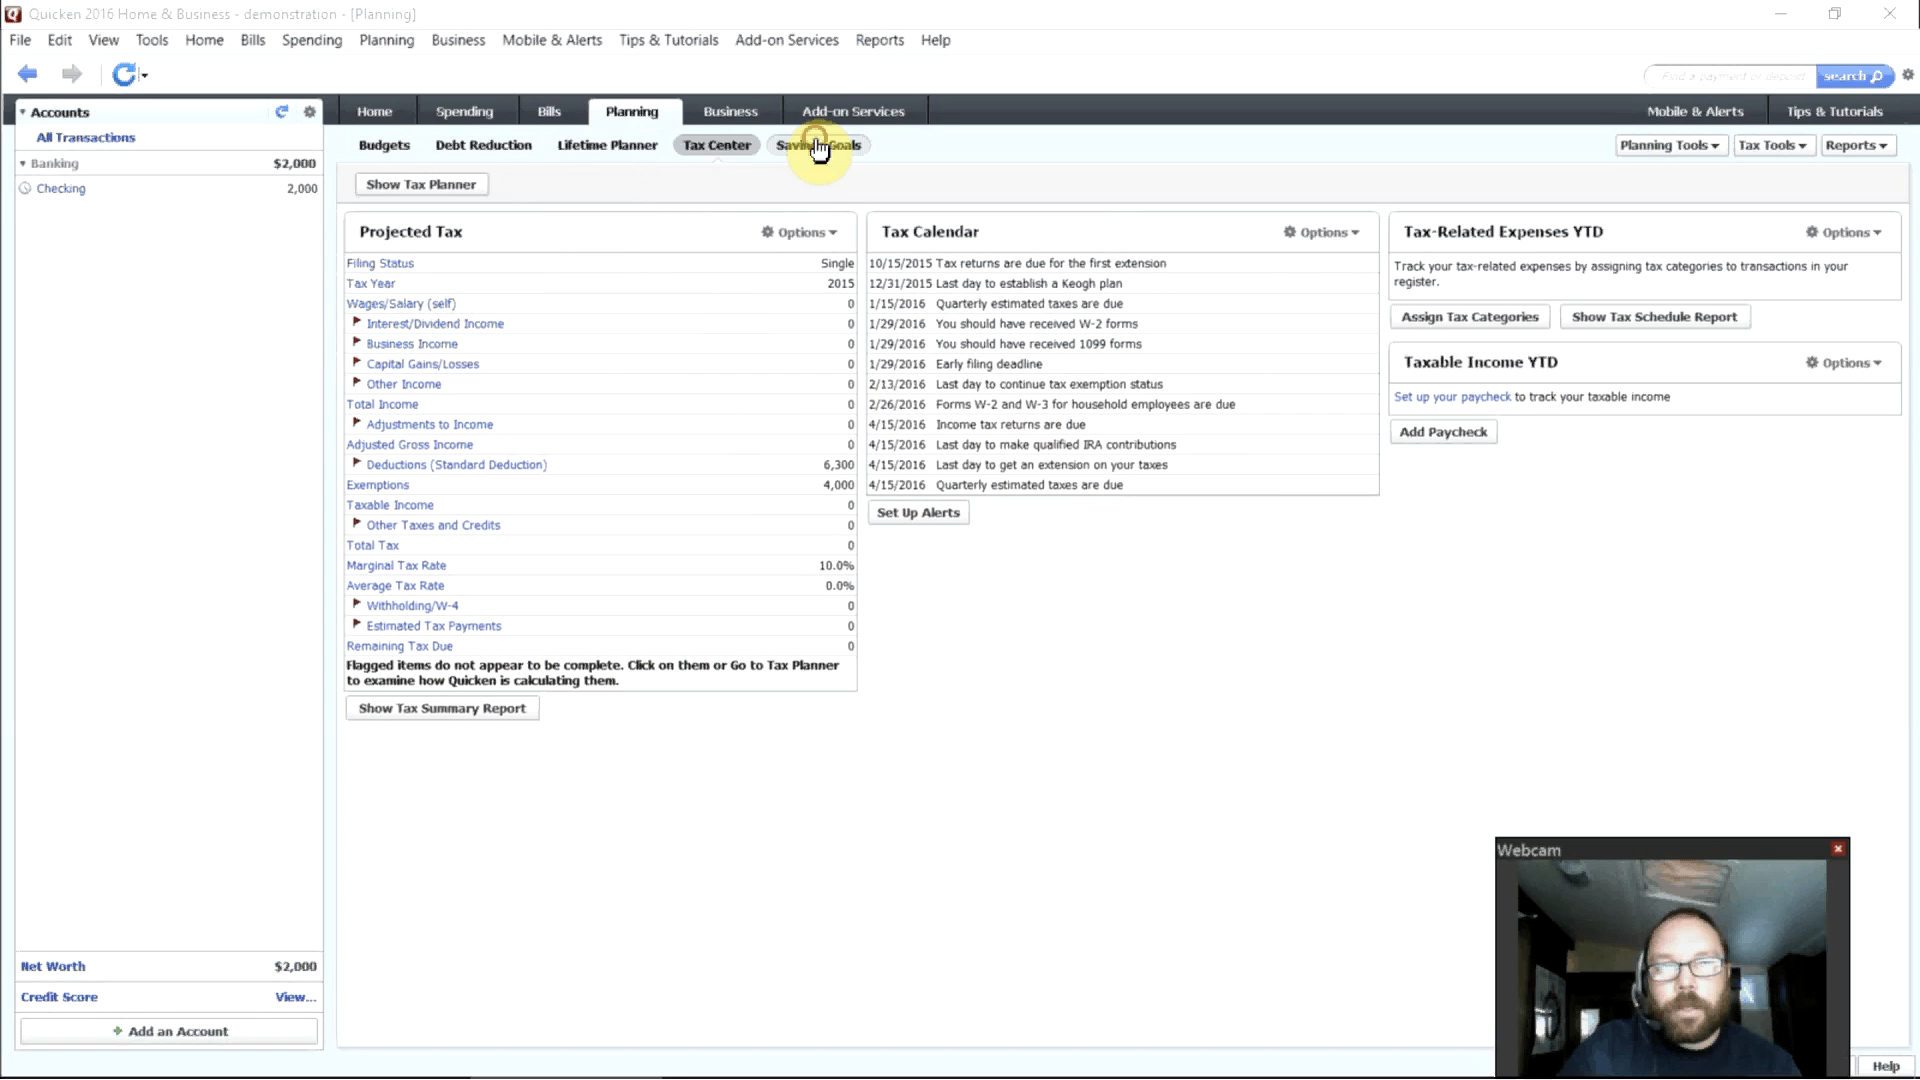 Quicken 2016 Home & Business - demonstration - [Planning]
File Edit View Tools Home Bills Spending Planning Business Mobile & Alerts Tips & Tutorials Add-on Services Reports Help
Find a payment or deposit search
Accounts
All Transactions
Banking $2,000
Checking 2,000
Net Worth $2,000
Credit Score View...
Add an Account
Home Spending Bills Planning Business Add-on Services Mobile & Alerts Tips & Tutorials
Budgets Debt Reduction Lifetime Planner Tax Center Savings Goals Planning Tools Tax Tools Reports
Show Tax Planner
Projected Tax Options
Filing Status Single
Tax Year 2015
Wages/Salary (self) 0
Interest/Dividend Income 0
Business Income 0
Capital Gains/Losses 0
Other Income 0
Total Income 0
Adjustments to Income 0
Adjusted Gross Income 0
Deductions (Standard Deduction) 6,300
Exemptions 4,000
Taxable Income 0
Other Taxes and Credits 0
Total Tax 0
Marginal Tax Rate 10.0%
Average Tax Rate 0.0%
Withholding/W-4 0
Estimated Tax Payments 0
Remaining Tax Due 0
Flagged items do not appear to be complete. Click on them or Go to Tax Planner
to examine how Quicken is calculating them.
Show Tax Summary Report
Tax Calendar Options
10/15/2015 Tax returns are due for the first extension
12/31/2015 Last day to establish a Keogh plan
1/15/2016 Quarterly estimated taxes are due
1/29/2016 You should have received W-2 forms
1/29/2016 You should have received 1099 forms
1/29/2016 Early filing deadline
2/13/2016 Last day to continue tax exemption status
2/26/2016 Forms W-2 and W-3 for household employees are due
4/15/2016 Income tax returns are due
4/15/2016 Last day to make qualified IRA contributions
4/15/2016 Last day to get an extension on your taxes
4/15/2016 Quarterly estimated taxes are due
Set Up Alerts
Tax-Related Expenses YTD Options
Track your tax-related expenses by assigning tax categories to transactions in your
register.
Assign Tax Categories Show Tax Schedule Report
Taxable Income YTD Options
Set up your paycheck to track your taxable income
Add Paycheck
Webcam
Help